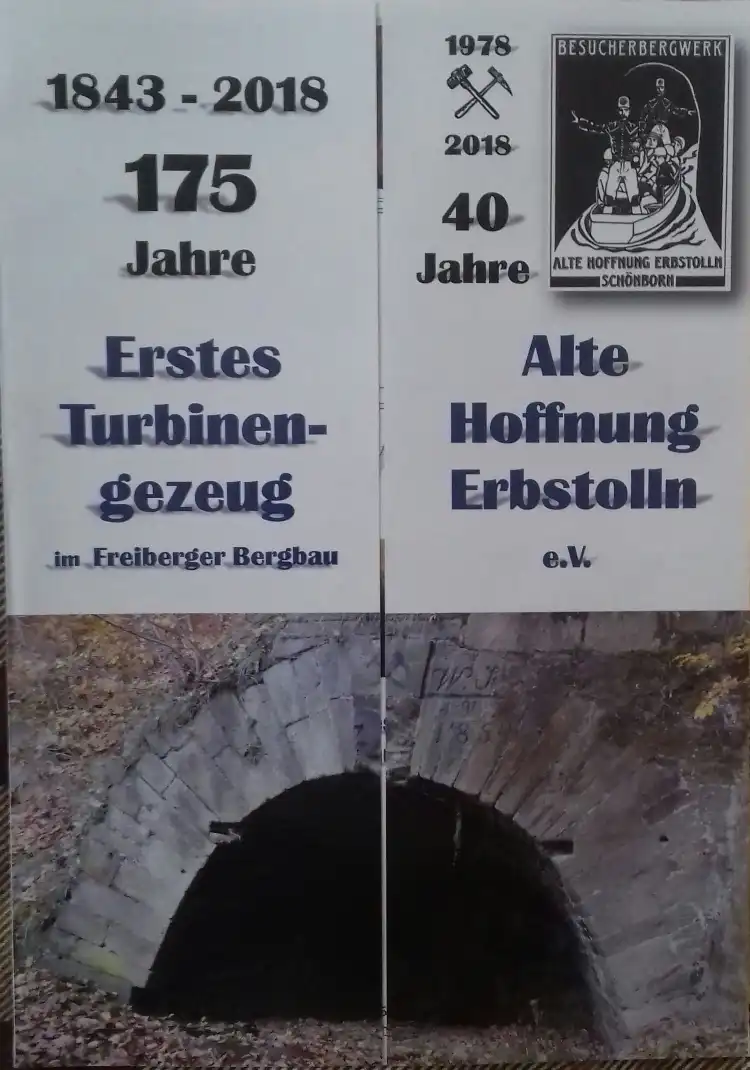 1843 - 2018
175
Jahre
Erstes
Turbinen-
gezeug
im Freiberger Bergbau
1978
2018
40
Jahre
BESUCHERBERGWERK
ALTE HOFFNUNG ERBSTOLLN
SCHÖNBORN
Alte
Hoffnung
Erbstolln
e.V.